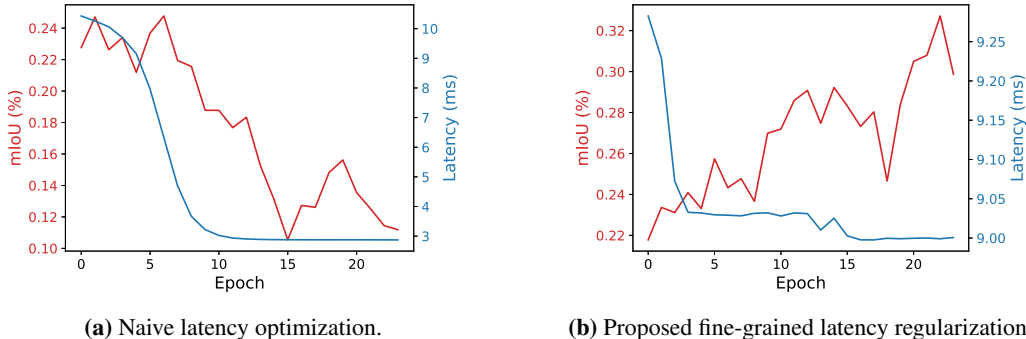 0.24
0.22
0.20
0.18
0.16
0.14
0.12
0.10
mIoU (%)
10
9
8
7
6
5
4
3
Latency (ms)
0 5 10 15 20
Epoch
(a) Naive latency optimization.
0.32
0.30
0.28
0.26
0.24
0.22
mIoU (%)
9.25
9.20
9.15
9.10
9.05
9.00
Latency (ms)
0 5 10 15 20
Epoch
(b) Proposed fine-grained latency regularization